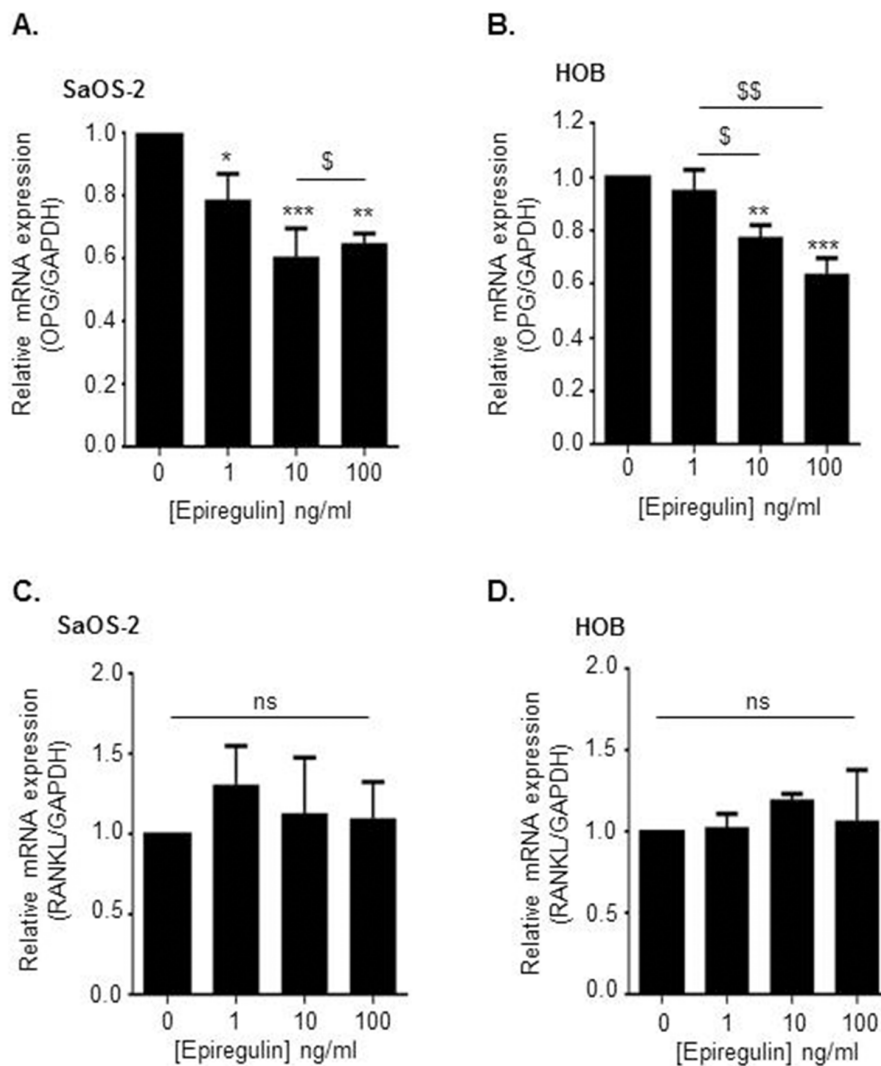 A.
SaOS-2
Relative mRNA expression
(OPG/GAPDH)
1.0
0.8
0.6
0.4
0.2
0.0
*
***
**
$
0 1 10 100
[Epiregulin] ng/ml
B.
HOB
Relative mRNA expression
(OPG/GAPDH)
1.2
1.0
0.8
0.6
0.4
0.2
0.0
$$
$
**
***
0 1 10 100
[Epiregulin] ng/ml
C.
SaOS-2
Relative mRNA expression
(RANKL/GAPDH)
2.0
1.5
1.0
0.5
0.0
ns
0 1 10 100
[Epiregulin] ng/ml
D.
HOB
Relative mRNA expression
(RANKL/GAPDH)
2.0
1.5
1.0
0.5
0.0
ns
0 1 10 100
[Epiregulin] ng/ml